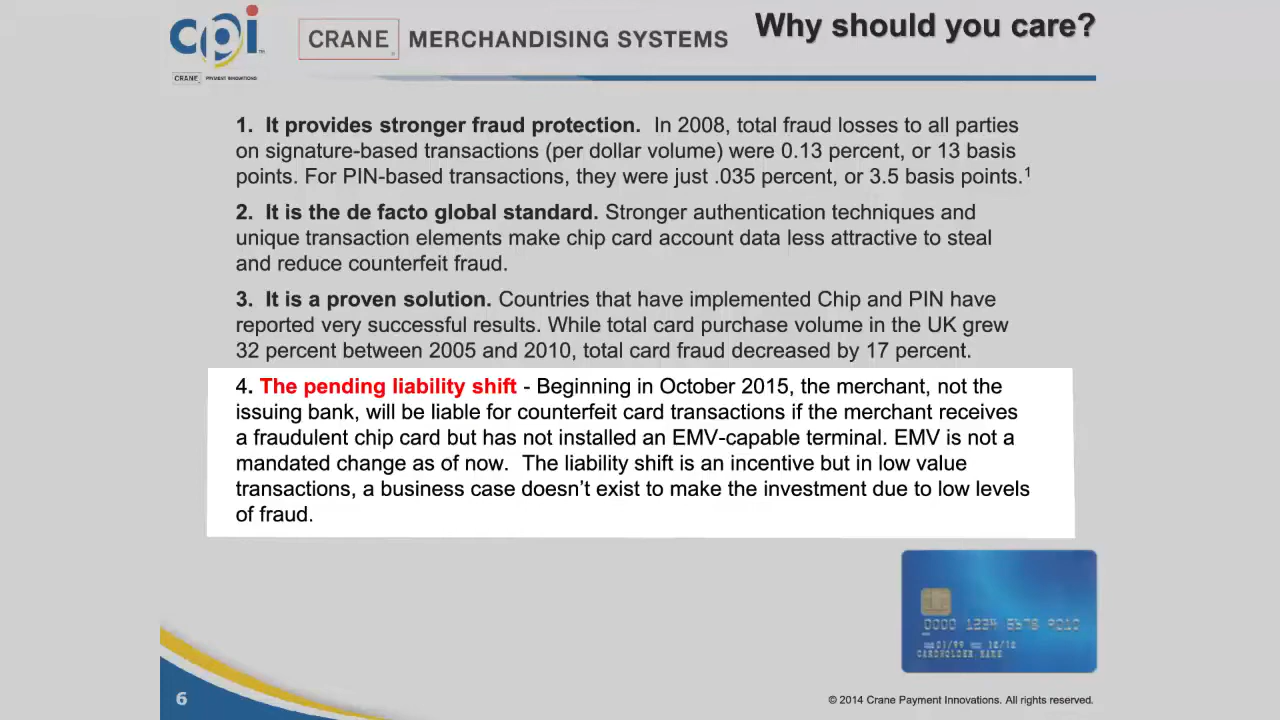 cpi™
CRANE PAYMENT INNOVATIONS
CRANE® MERCHANDISING SYSTEMS
Why should you care?
1. It provides stronger fraud protection. In 2008, total fraud losses to all parties
on signature-based transactions (per dollar volume) were 0.13 percent, or 13 basis
points. For PIN-based transactions, they were just .035 percent, or 3.5 basis points.¹
2. It is the de facto global standard. Stronger authentication techniques and
unique transaction elements make chip card account data less attractive to steal
and reduce counterfeit fraud.
3. It is a proven solution. Countries that have implemented Chip and PIN have
reported very successful results. While total card purchase volume in the UK grew
32 percent between 2005 and 2010, total card fraud decreased by 17 percent.
4. The pending liability shift - Beginning in October 2015, the merchant, not the
issuing bank, will be liable for counterfeit card transactions if the merchant receives
a fraudulent chip card but has not installed an EMV-capable terminal. EMV is not a
mandated change as of now. The liability shift is an incentive but in low value
transactions, a business case doesn't exist to make the investment due to low levels
of fraud.
0000 1234 5678 9010
01/99 12/12
CARDHOLDER NAME
6
© 2014 Crane Payment Innovations. All rights reserved.